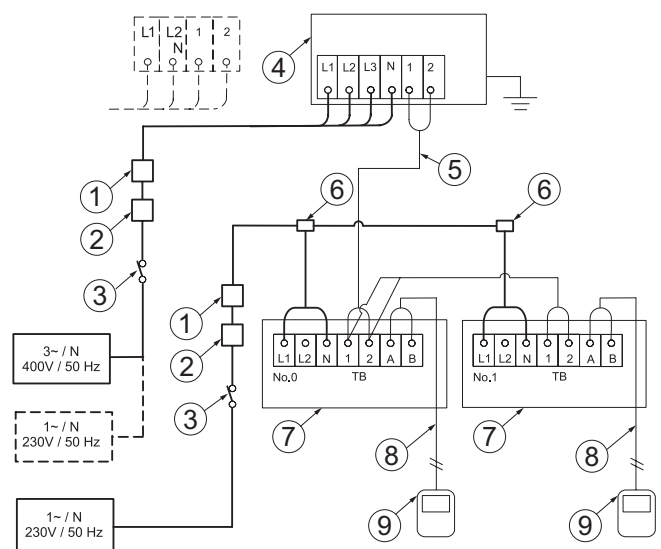 L1 L2 N 1 2
4
L1 L2 L3 N 1 2
1
5
2
6
6
3
1
2
3~ / N
400V / 50 Hz
3
L1 L2 N 1 2 A B
No.0 TB
L1 L2 N 1 2 A B
No.1 TB
1~ / N
230V / 50 Hz
7
8
7
8
1~ / N
230V / 50 Hz
9
9